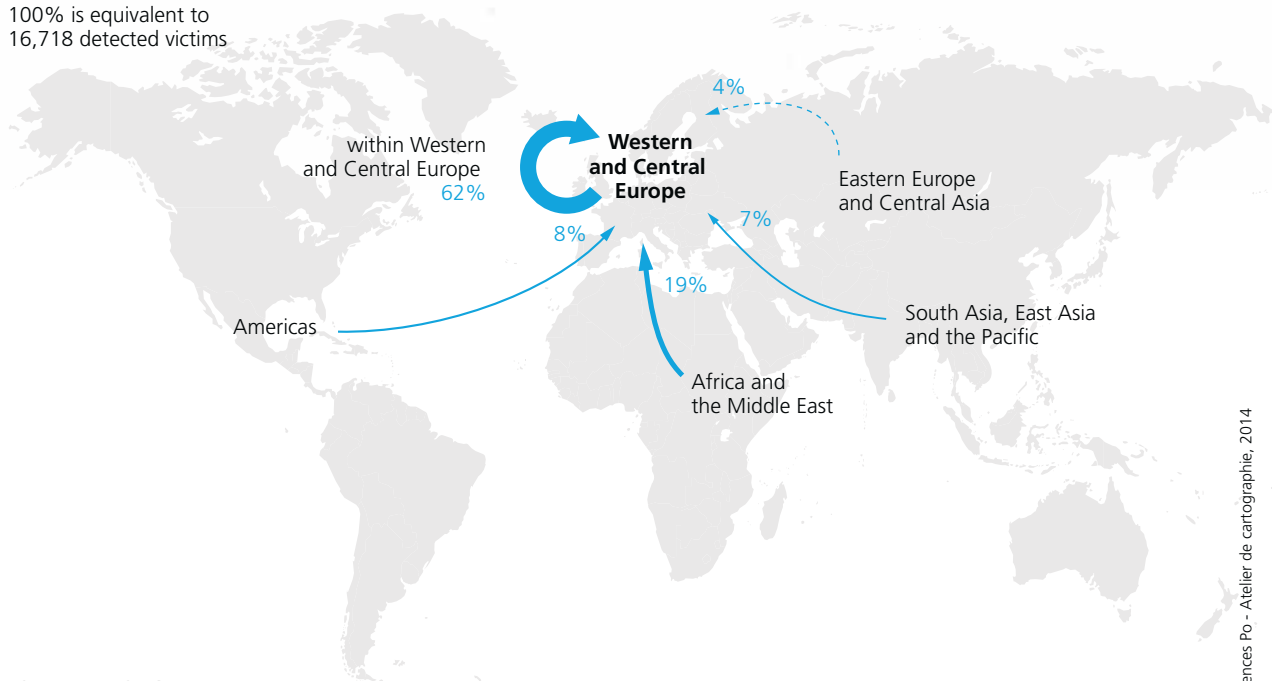 100% is equivalent to
16,718 detected victims
4%
within Western
and Central Europe
62%
Western
and Central
Europe
Eastern Europe
and Central Asia
8%
7%
19%
Americas
South Asia, East Asia
and the Pacific
Africa and
the Middle East
Po - Atelier de cartographie, 2014